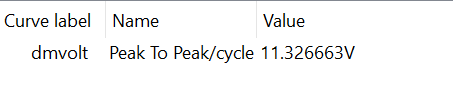 Curve label Name Value
dmvolt Peak To Peak/cycle 11.326663V